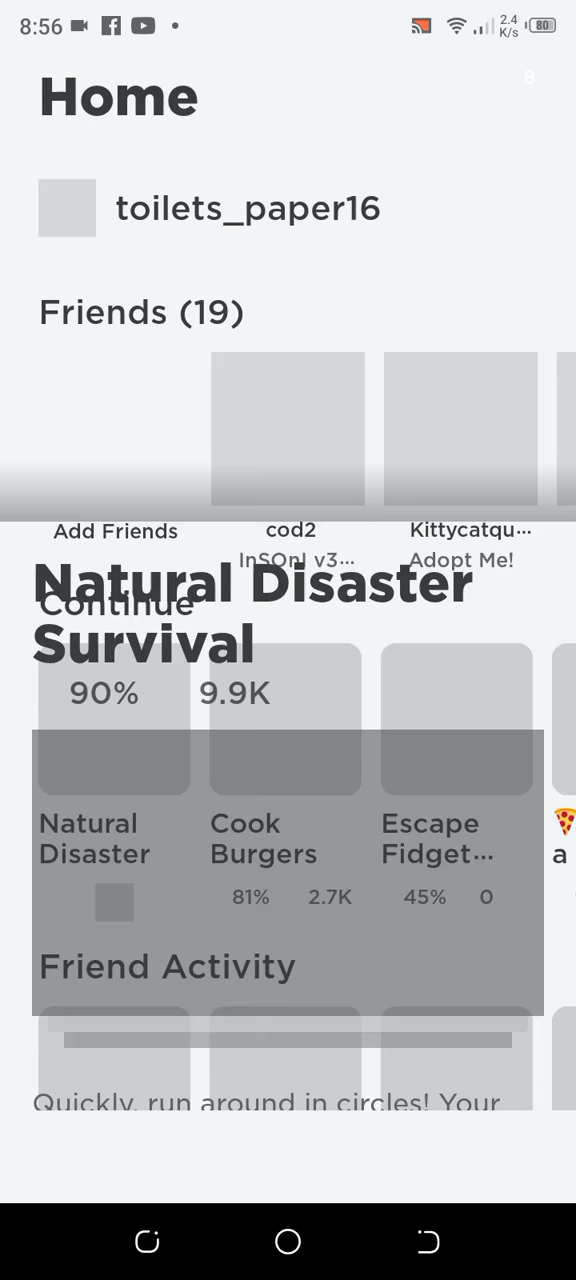 8:56
2.4
K/s
80
B
Home
toilets_paper16
Friends (19)
Add Friends cod2 Kittycatqu...
InSOnI v3... Adopt Me!
Continue
Natural Disaster
Survival
90% 9.9K
Natural Cook Escape
Disaster Burgers Fidget... a
81% 2.7K 45% 0
Friend Activity
Quickly, run around in circles! Your